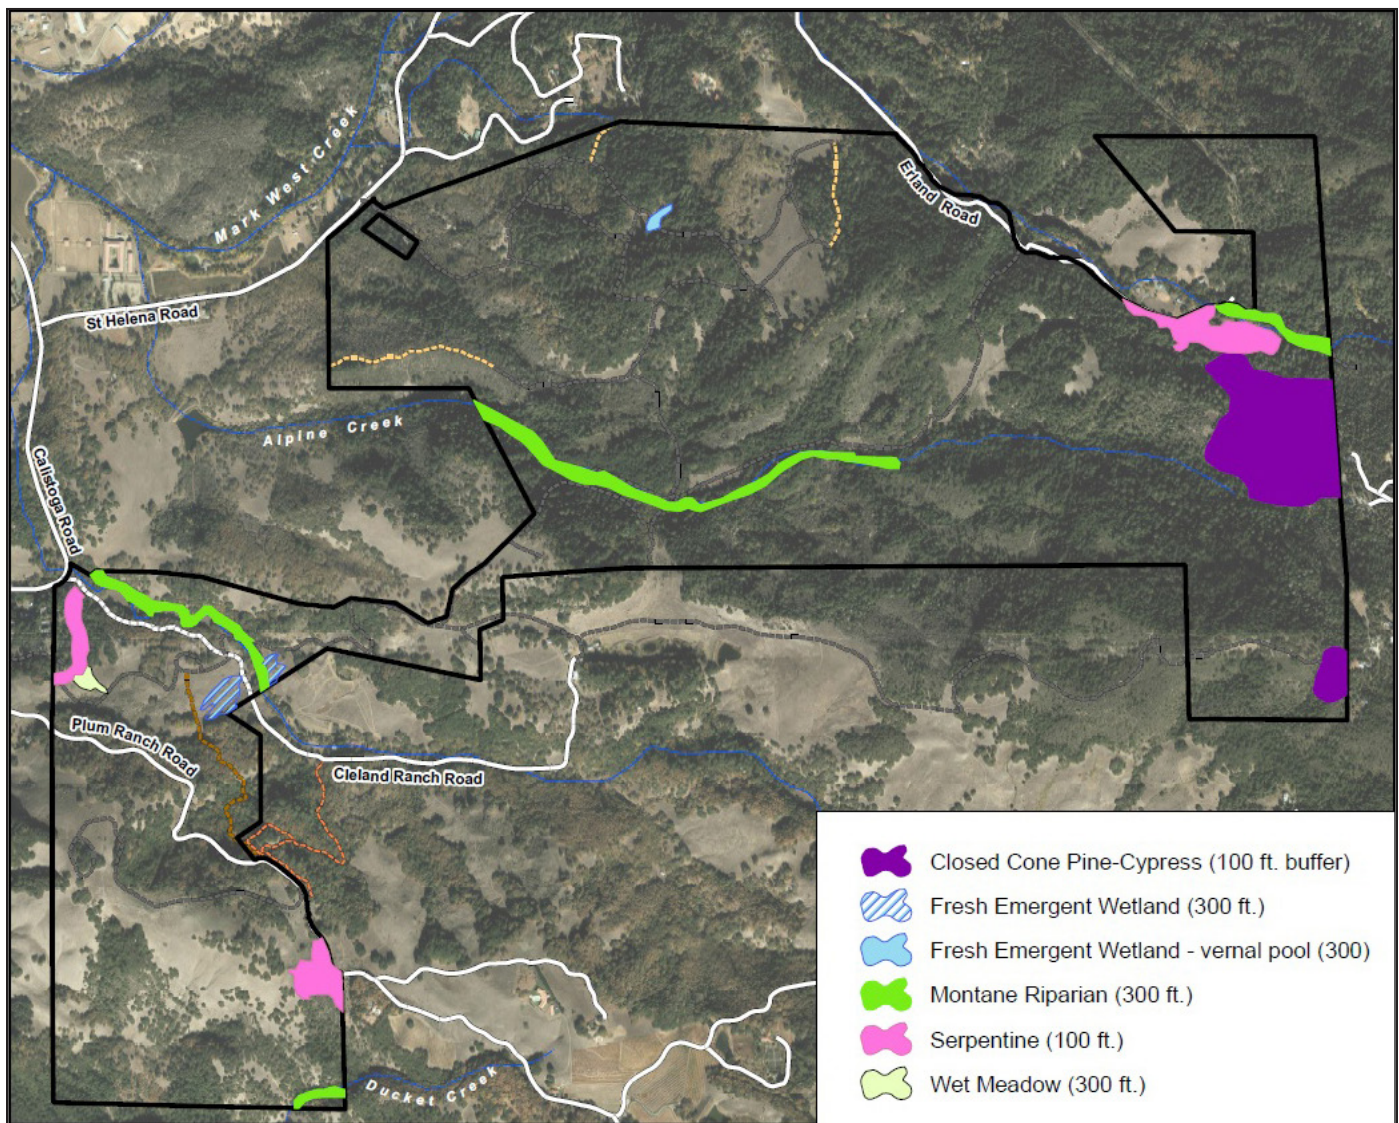 Mark West Creek
Erland Road
St Helena Road
Alpine Creek
Calistoga Road
Plum Ranch Road
Cleland Ranch Road
Ducket Creek
Closed Cone Pine-Cypress (100 ft. buffer)
Fresh Emergent Wetland (300 ft.)
Fresh Emergent Wetland - vernal pool (300)
Montane Riparian (300 ft.)
Serpentine (100 ft.)
Wet Meadow (300 ft.)